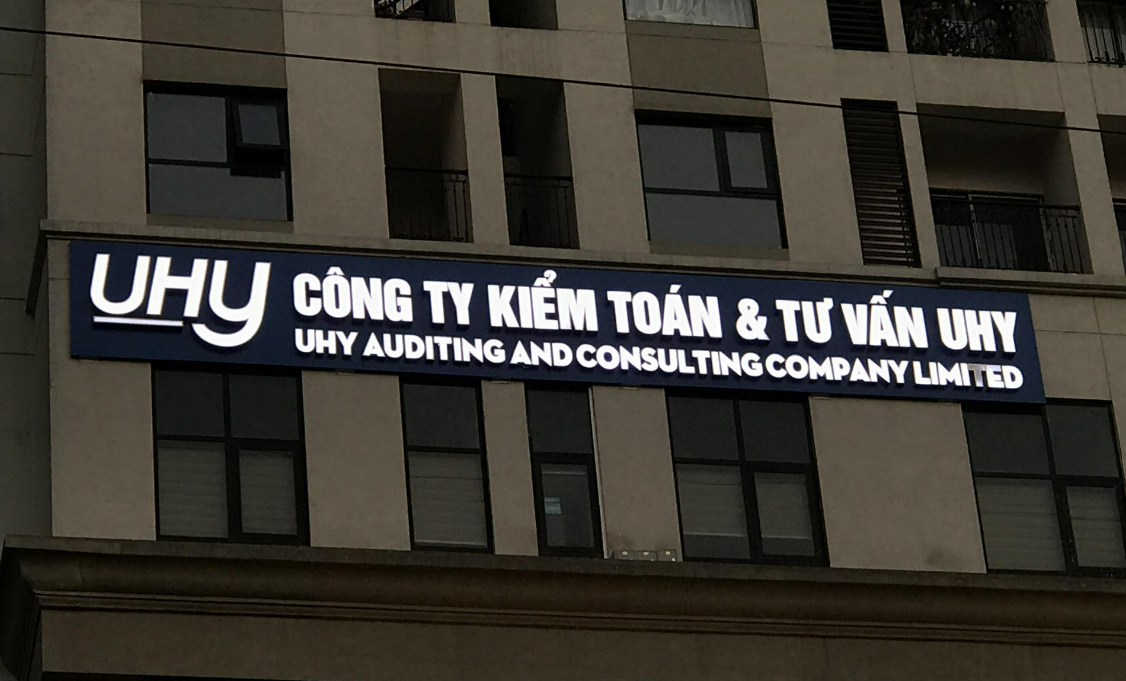 UHY
CÔNG TY KIỂM TOÁN & TƯ VẤN UHY
UHY AUDITING AND CONSULTING COMPANY LIMITED